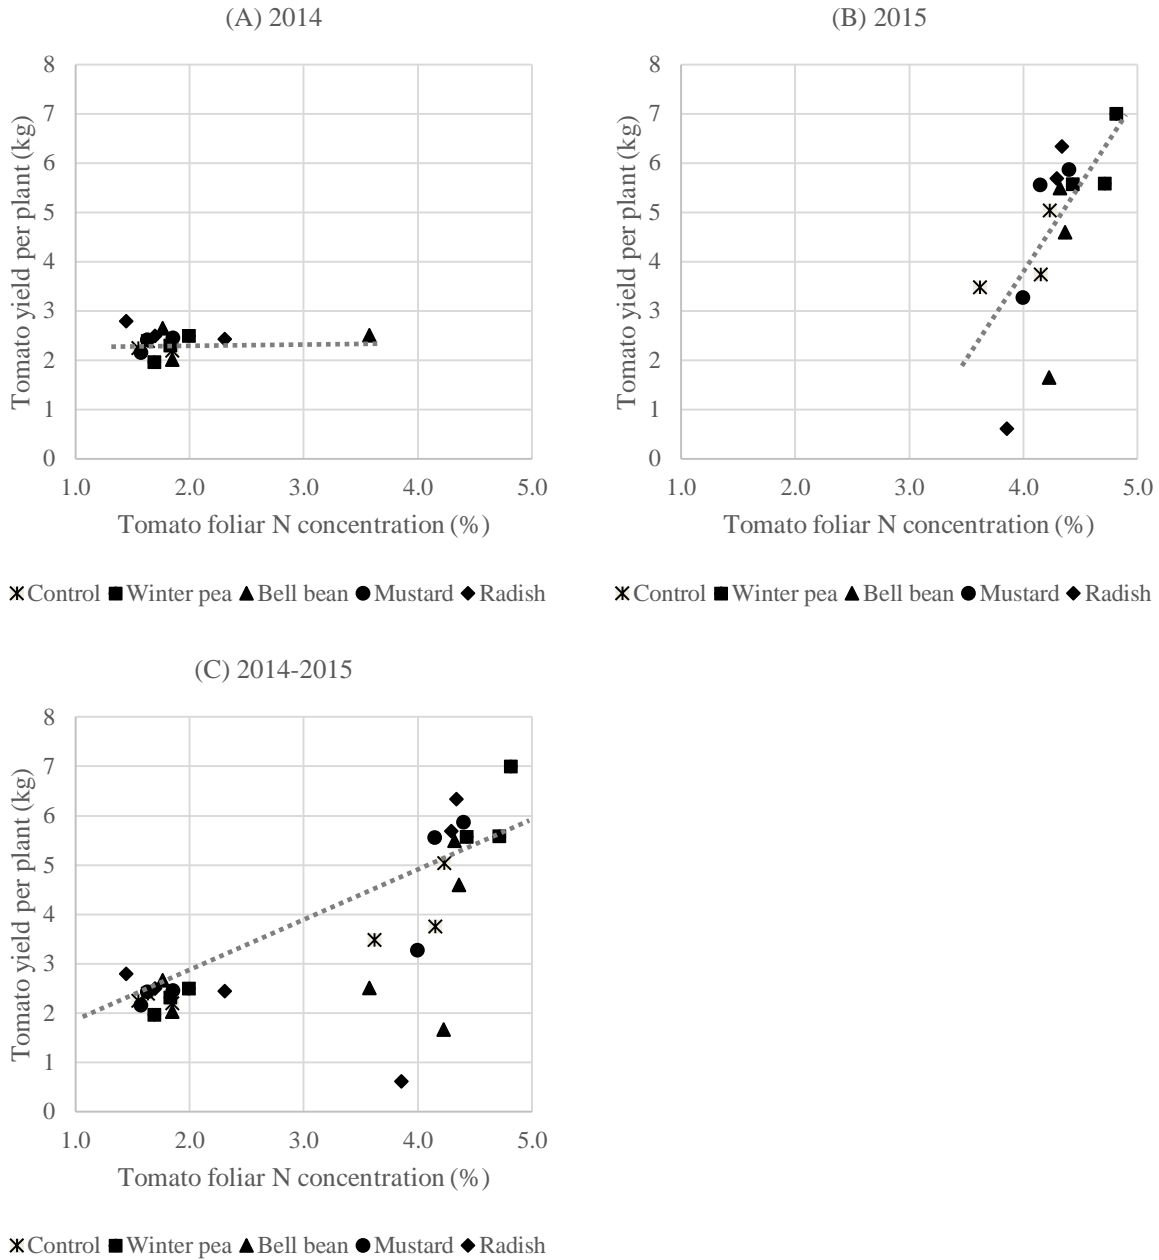 (A) 2014
8
7
6
5
4
3
2
1
0
Tomato yield per plant (kg)
1.0 2.0 3.0 4.0 5.0
Tomato foliar N concentration (%)
Control Winter pea Bell bean Mustard Radish
(B) 2015
8
7
6
5
4
3
2
1
0
Tomato yield per plant (kg)
1.0 2.0 3.0 4.0 5.0
Tomato foliar N concentration (%)
Control Winter pea Bell bean Mustard Radish
(C) 2014-2015
8
7
6
5
4
3
2
1
0
Tomato yield per plant (kg)
1.0 2.0 3.0 4.0 5.0
Tomato foliar N concentration (%)
Control Winter pea Bell bean Mustard Radish